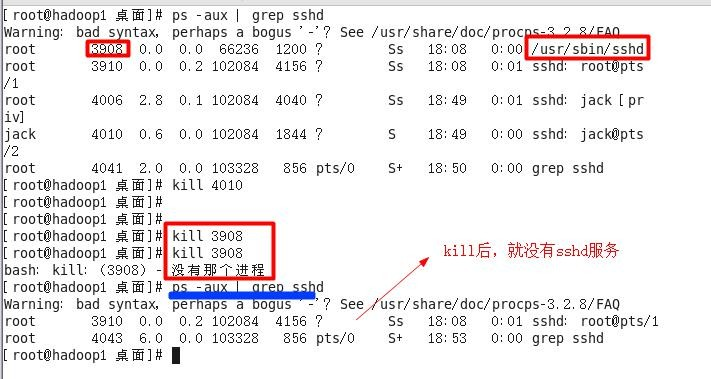 [root@hadoop1 桌面]# ps -aux | grep sshd
Warning: bad syntax, perhaps a bogus '-'? See /usr/share/doc/procps-3.2.8/FAQ
root 3908 0.0 0.0 66236 1200 ? Ss 18:08 0:00 /usr/sbin/sshd
root 3910 0.0 0.2 102084 4156 ? Ss 18:08 0:01 sshd: root@pts
/1
root 4006 2.8 0.1 102084 4040 ? Ss 18:49 0:01 sshd: jack [pr
iv]
jack 4010 0.6 0.0 102084 1844 ? S 18:49 0:00 sshd: jack@pts
/2
root 4041 2.0 0.0 103328 856 pts/0 S+ 18:50 0:00 grep sshd
[root@hadoop1 桌面]# kill 4010
[root@hadoop1 桌面]#
[root@hadoop1 桌面]#
[root@hadoop1 桌面]# kill 3908
[root@hadoop1 桌面]# kill 3908
bash: kill: (3908) - 没有那个进程
kill后，就没有sshd服务
[root@hadoop1 桌面]# ps -aux | grep sshd
Warning: bad syntax, perhaps a bogus '-'? See /usr/share/doc/procps-3.2.8/FAQ
root 3910 0.0 0.2 102084 4156 ? Ss 18:08 0:01 sshd: root@pts/1
root 4043 6.0 0.0 103328 856 pts/0 S+ 18:53 0:00 grep sshd
[root@hadoop1 桌面]#